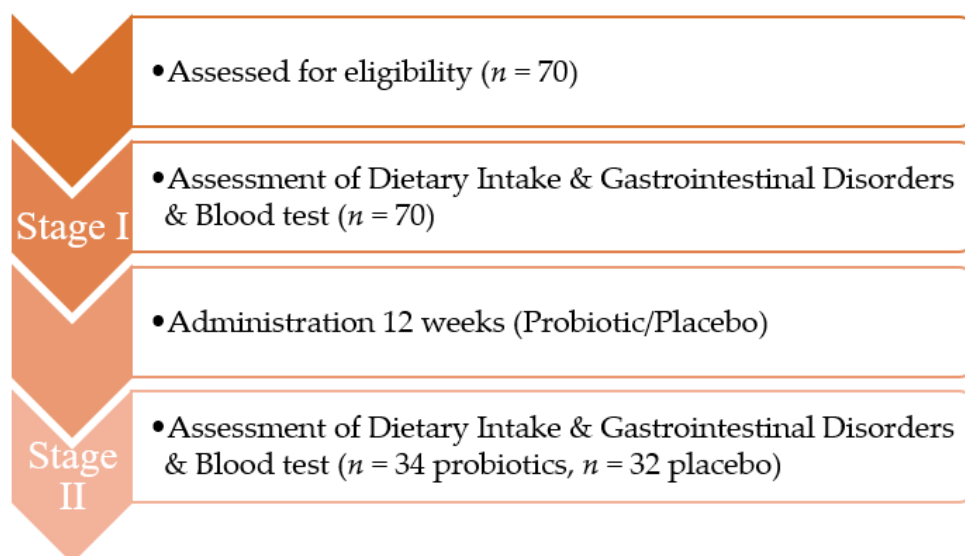 •Assessed for eligibility (n = 70)
Stage I
•Assessment of Dietary Intake & Gastrointestinal Disorders
& Blood test (n = 70)
•Administration 12 weeks (Probiotic/Placebo)
Stage
II
•Assessment of Dietary Intake & Gastrointestinal Disorders
& Blood test (n = 34 probiotics, n = 32 placebo)